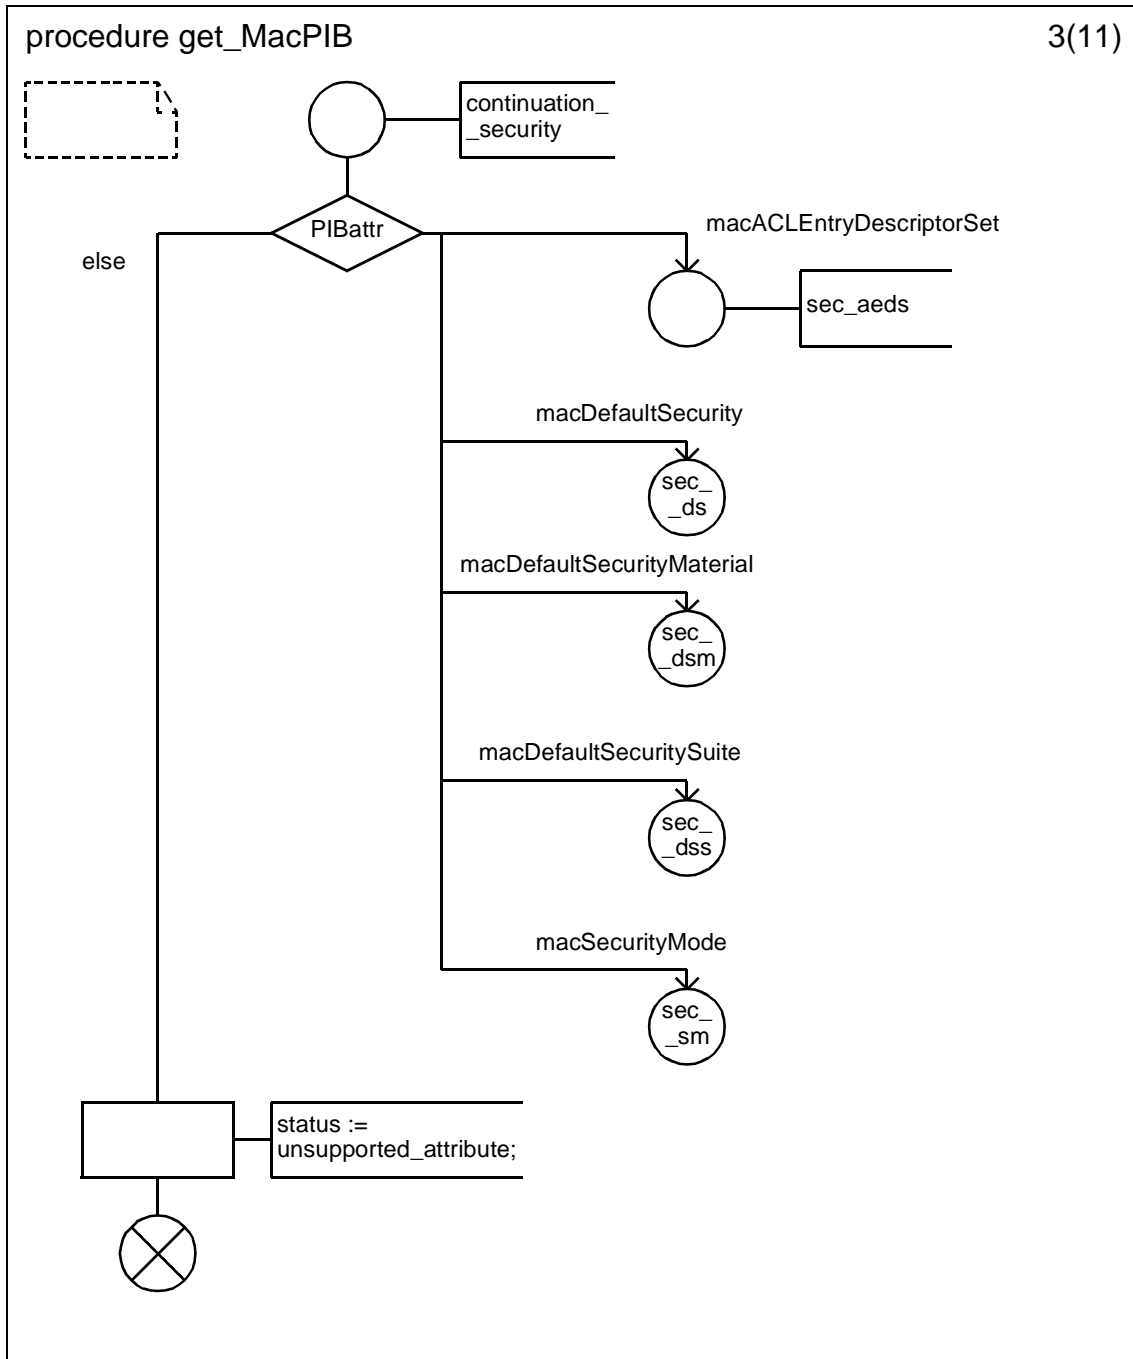 procedure get_MacPIB
3(11)
continuation_
_security
PIBattr
macACLEntryDescriptorSet
else
sec_aeds
macDefaultSecurity
sec_
_ds
macDefaultSecurityMaterial
sec_
_dsm
macDefaultSecuritySuite
sec_
_dss
macSecurityMode
sec_
_sm
status :=
unsupported_attribute;